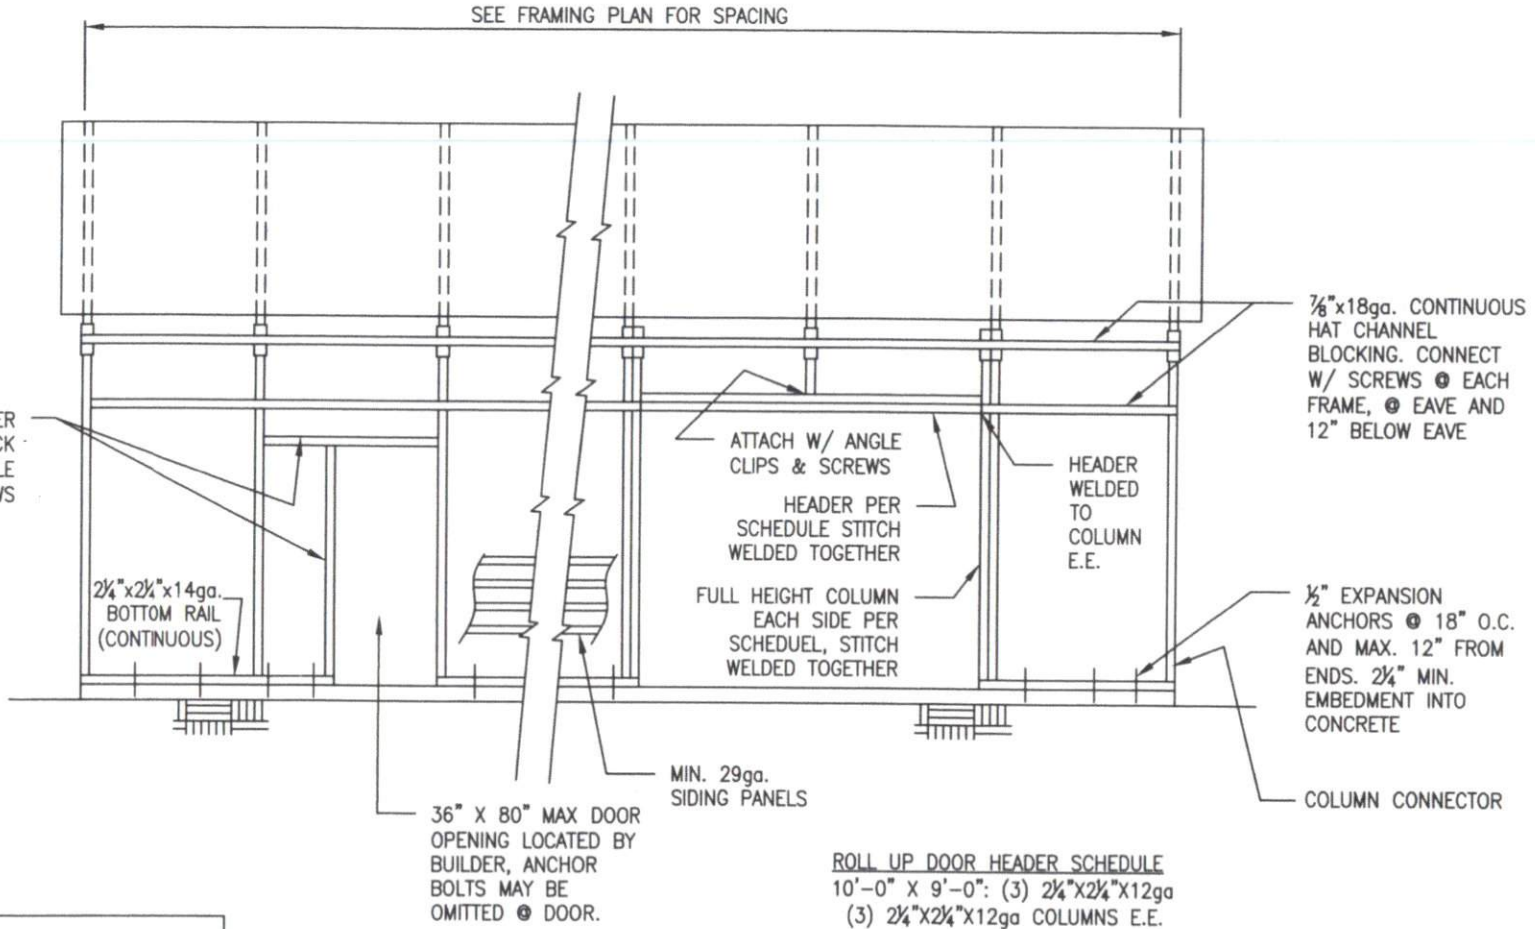 SEE FRAMING PLAN FOR SPACING
⅞"x18ga. CONTINUOUS
HAT CHANNEL
BLOCKING. CONNECT
W/ SCREWS @ EACH
FRAME, @ EAVE AND
12" BELOW EAVE
ATTACH W/ ANGLE
CLIPS & SCREWS
HEADER PER
SCHEDULE STITCH
WELDED TOGETHER
HEADER
WELDED
TO
COLUMN
E.E.
FULL HEIGHT COLUMN
EACH SIDE PER
SCHEDUEL, STITCH
WELDED TOGETHER
2¼"x2¼"x14ga.
BOTTOM RAIL
(CONTINUOUS)
½" EXPANSION
ANCHORS @ 18" O.C.
AND MAX. 12" FROM
ENDS. 2¼" MIN.
EMBEDMENT INTO
CONCRETE
COLUMN CONNECTOR
MIN. 29ga.
SIDING PANELS
36" X 80" MAX DOOR
OPENING LOCATED BY
BUILDER, ANCHOR
BOLTS MAY BE
OMITTED @ DOOR.
ROLL UP DOOR HEADER SCHEDULE
10'-0" X 9'-0": (3) 2¼"X2¼"X12ga
(3) 2¼"X2¼"X12ga COLUMNS E.E.